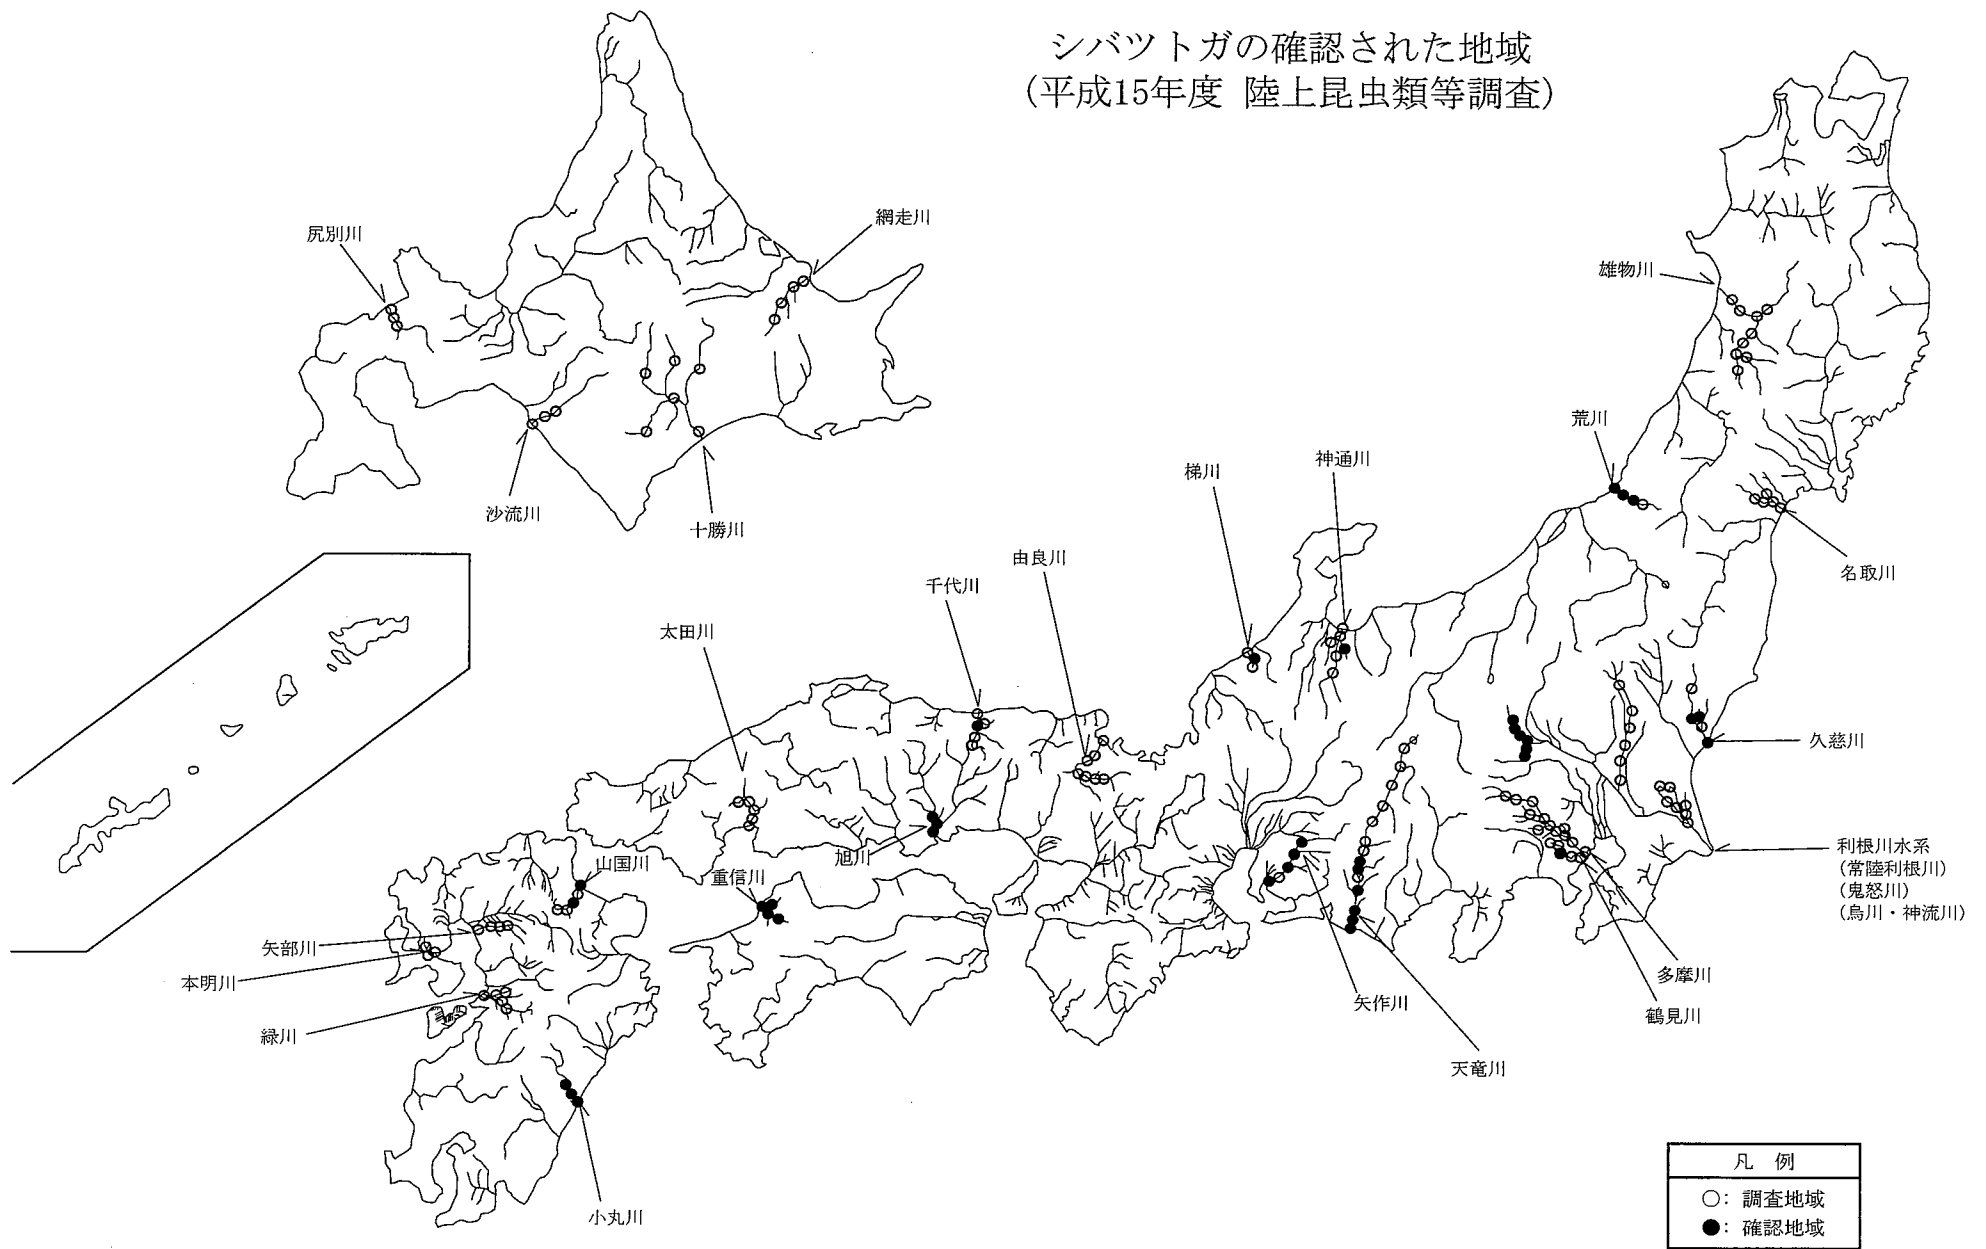 シバツトガの確認された地域
(平成15年度 陸上昆虫類等調査)
尻別川
網走川
沙流川
十勝川
雄物川
荒川
名取川
神通川
梯川
由良川
千代川
太田川
久慈川
利根川水系
(常陸利根川)
(鬼怒川)
(烏川・神流川)
旭川
山国川
重信川
矢部川
本明川
緑川
小丸川
多摩川
鶴見川
矢作川
天竜川
凡 例
○: 調査地域
●: 確認地域